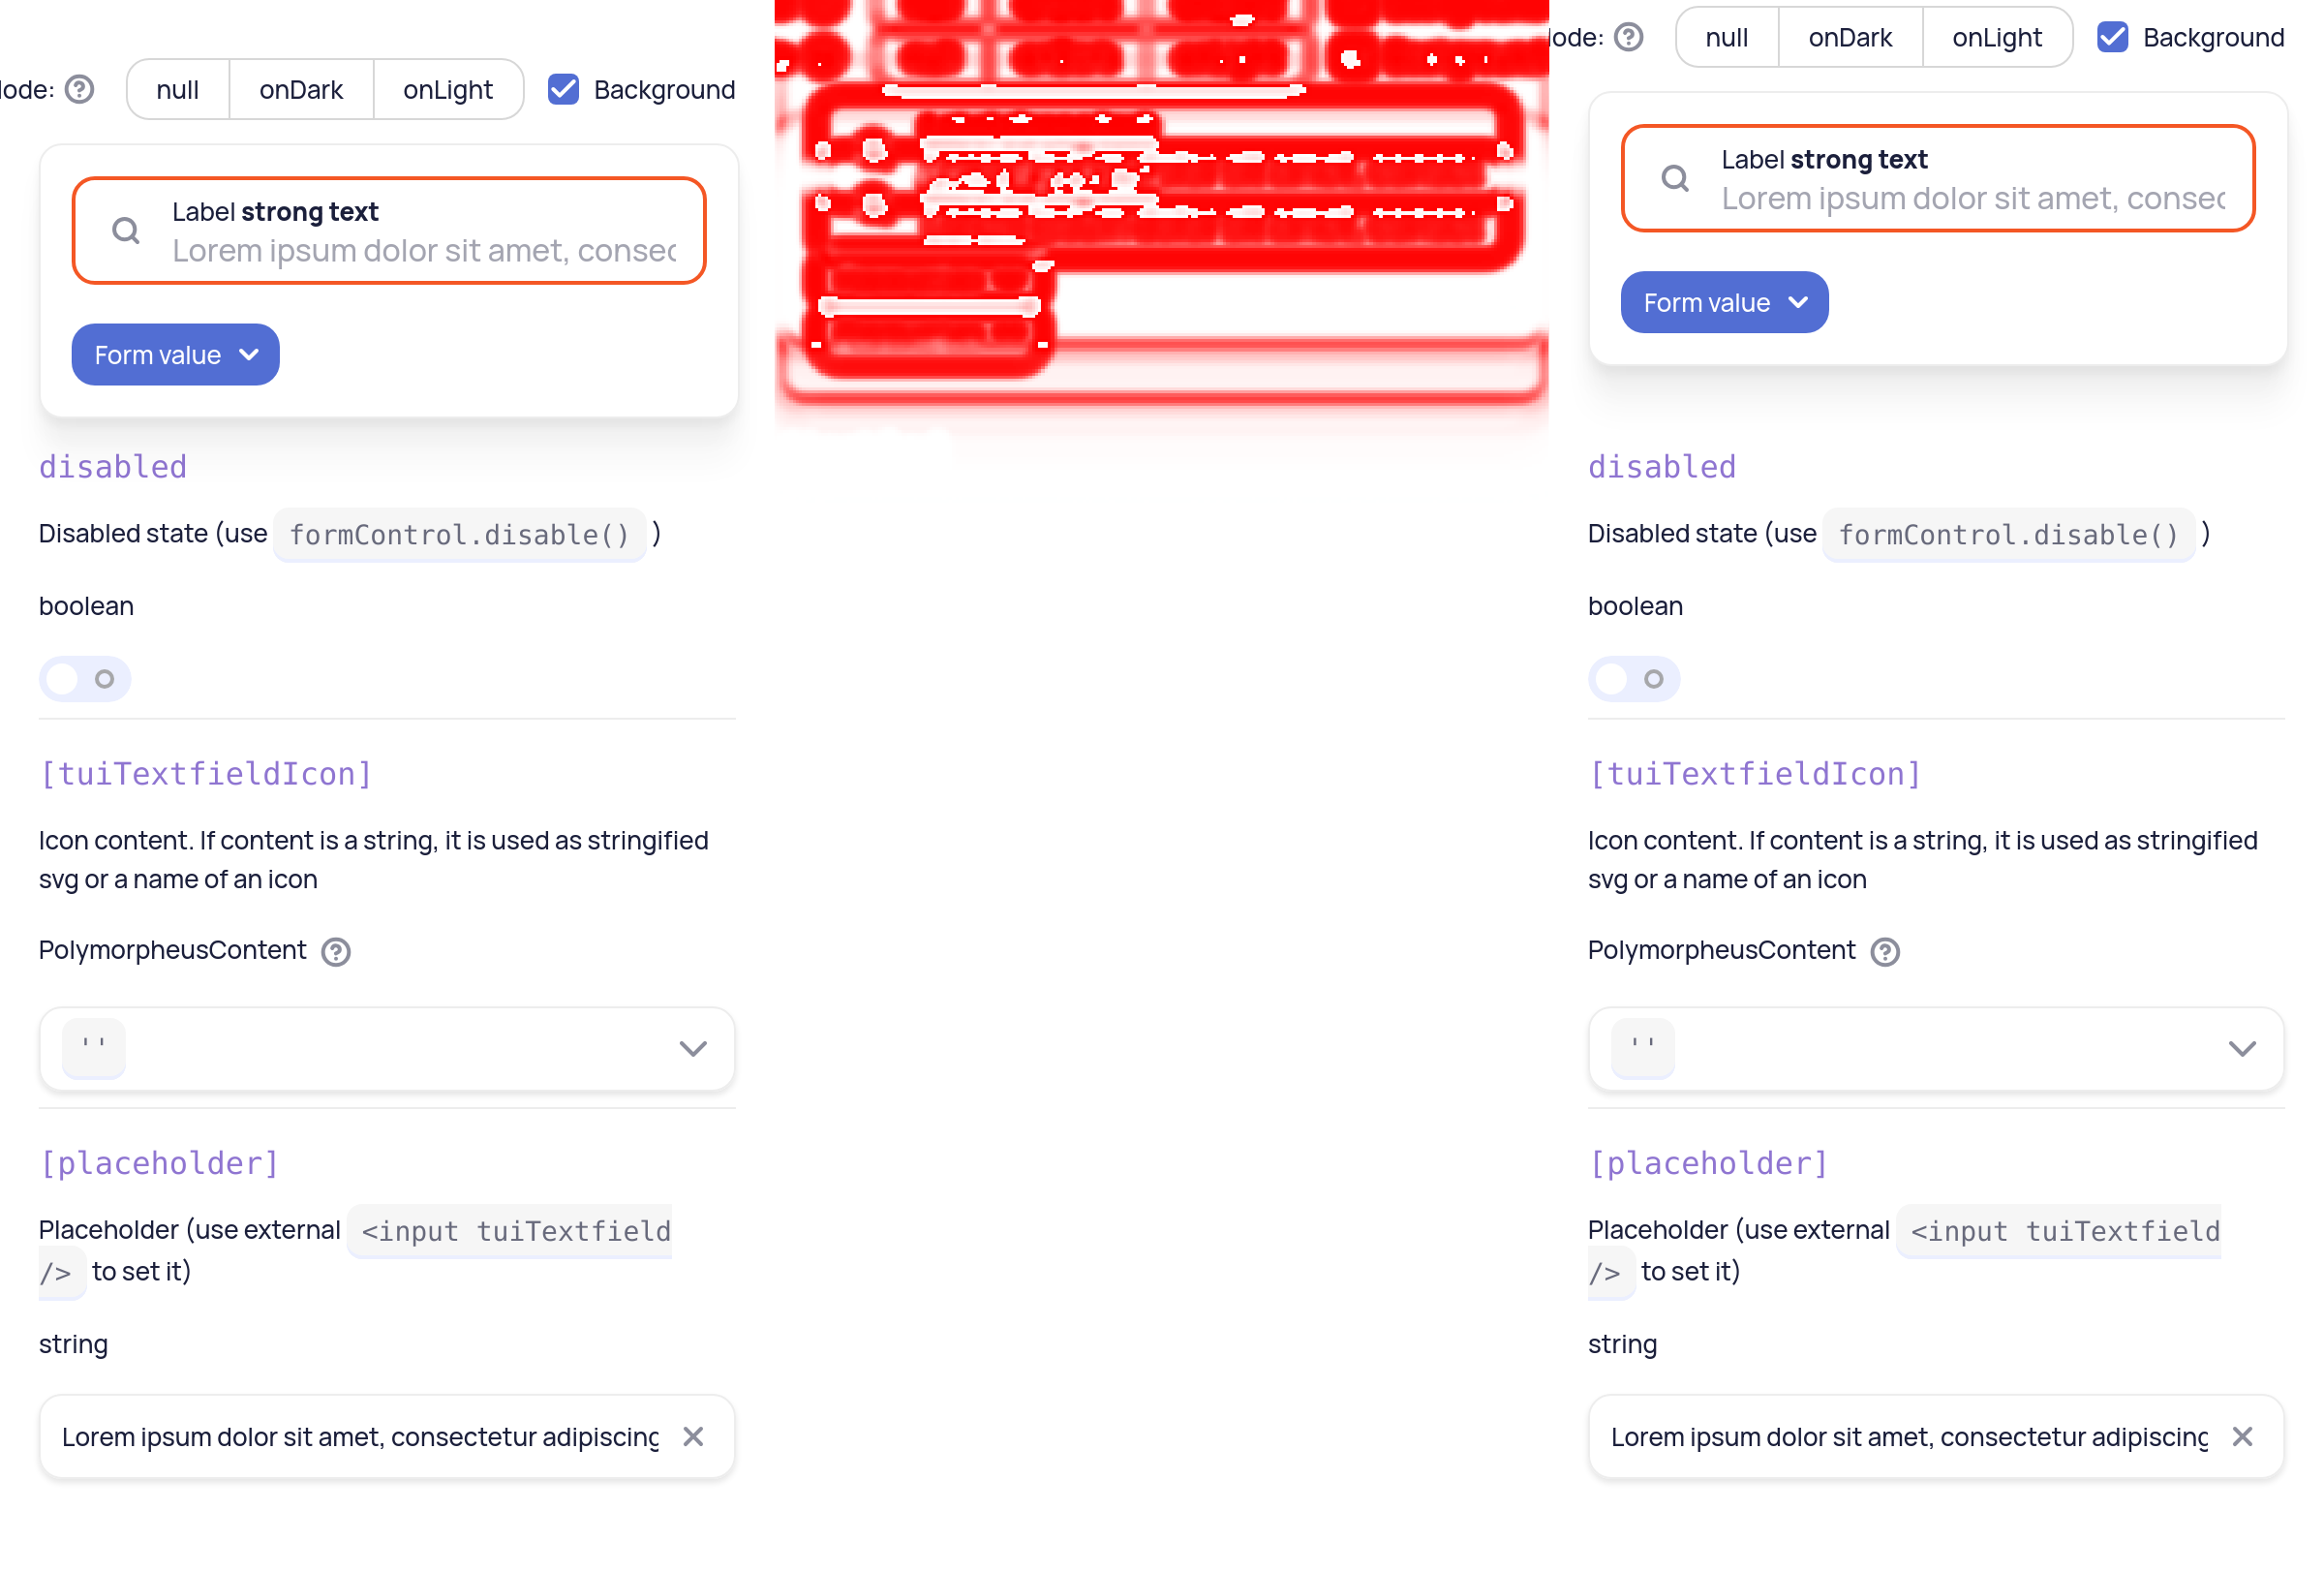 ode:
null
onDark
onLight
Background
Label strong text
Lorem ipsum dolor sit amet, consec
Form value
disabled
Disabled state (use formControl.disable() )
boolean
[tuiTextfieldIcon]
Icon content. If content is a string, it is used as stringified
svg or a name of an icon
PolymorpheusContent
''
[placeholder]
Placeholder (use external <input tuiTextfield
/> to set it)
string
Lorem ipsum dolor sit amet, consectetur adipiscing
ode:
null
onDark
onLight
Background
Label strong text
Lorem ipsum dolor sit amet, consec
Form value
disabled
Disabled state (use formControl.disable() )
boolean
[tuiTextfieldIcon]
Icon content. If content is a string, it is used as stringified
svg or a name of an icon
PolymorpheusContent
''
[placeholder]
Placeholder (use external <input tuiTextfield
/> to set it)
string
Lorem ipsum dolor sit amet, consectetur adipiscing